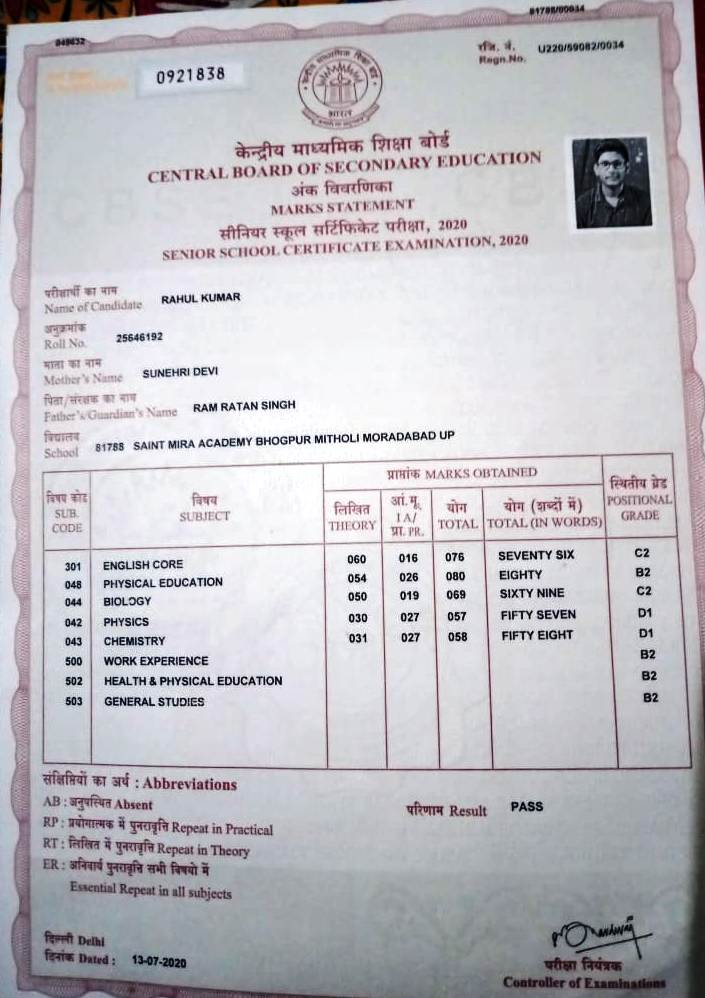 81788/00034
049632
रजि. नं. U220/59082/0034
Regn.No.
0921838
भारत
केन्द्रीय माध्यमिक शिक्षा बोर्ड
CENTRAL BOARD OF SECONDARY EDUCATION
अंक विवरणिका
MARKS STATEMENT
सीनियर स्कूल सर्टिफिकेट परीक्षा, 2020
SENIOR SCHOOL CERTIFICATE EXAMINATION, 2020
परीक्षार्थी का नाम
Name of Candidate RAHUL KUMAR
अनुक्रमांक
Roll No. 25646192
माता का नाम
Mother's Name SUNEHRI DEVI
पिता/संरक्षक का नाम
Father's/Guardian's Name RAM RATAN SINGH
विद्यालय
School 81788 SAINT MIRA ACADEMY BHOGPUR MITHOLI MORADABAD UP
प्राप्तांक MARKS OBTAINED
विषय कोड SUB. CODE विषय SUBJECT लिखित THEORY आं.मू. IA/ प्रा. PR. योग TOTAL योग (शब्दों में) TOTAL (IN WORDS) स्थितीय ग्रेड POSITIONAL GRADE
301 ENGLISH CORE 060 016 076 SEVENTY SIX C2
048 PHYSICAL EDUCATION 054 026 080 EIGHTY B2
044 BIOLOGY 050 019 069 SIXTY NINE C2
042 PHYSICS 030 027 057 FIFTY SEVEN D1
043 CHEMISTRY 031 027 058 FIFTY EIGHT D1
500 WORK EXPERIENCE B2
502 HEALTH & PHYSICAL EDUCATION B2
503 GENERAL STUDIES B2
संक्षिप्तियों का अर्थ : Abbreviations
AB : अनुपस्थित Absent
परिणाम Result PASS
RP : प्रयोगात्मक में पुनरावृत्ति Repeat in Practical
RT : लिखित में पुनरावृत्ति Repeat in Theory
ER : अनिवार्य पुनरावृत्ति सभी विषयो में
Essential Repeat in all subjects
दिल्ली Delhi
दिनांक Dated : 13-07-2020
परीक्षा नियंत्रक
Controller of Examinations